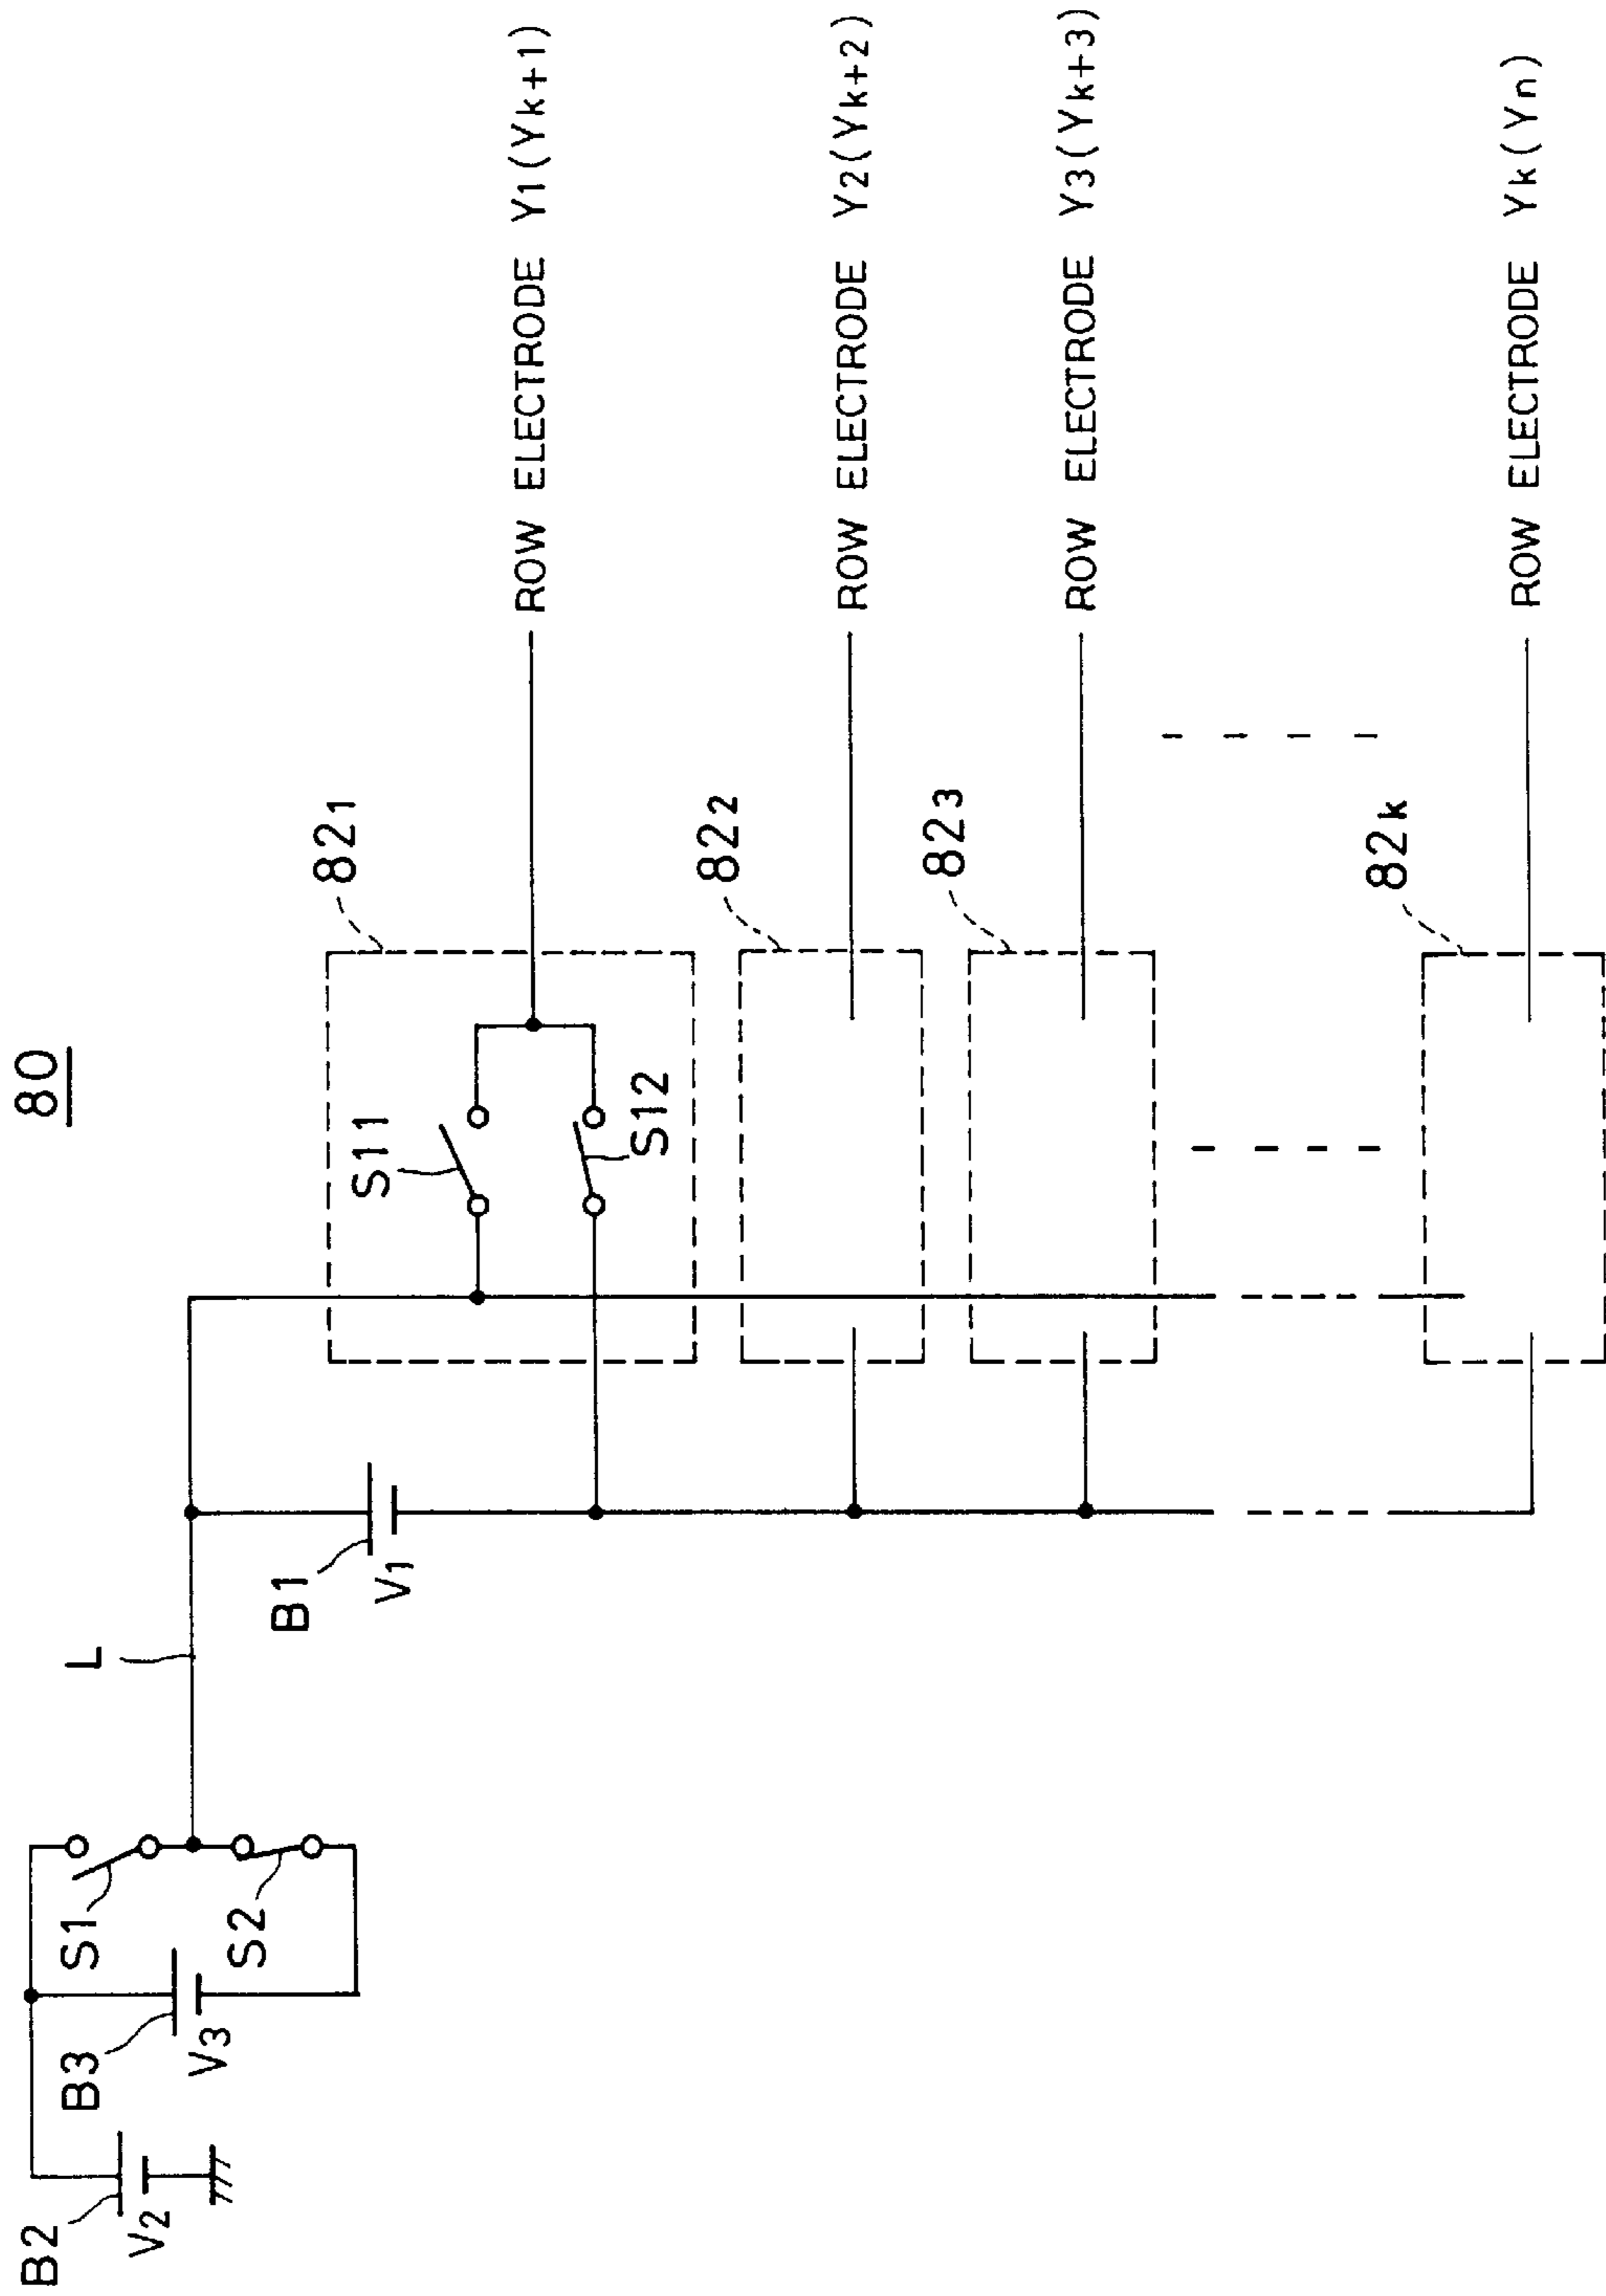 80
B2
V2
B3
V3
S1
S2
L
B1
V1
S11
S12
821
ROW ELECTRODE Y1(Yk+1)
822
ROW ELECTRODE Y2(Yk+2)
823
ROW ELECTRODE Y3(Yk+3)
82k
ROW ELECTRODE Yk(Yn)